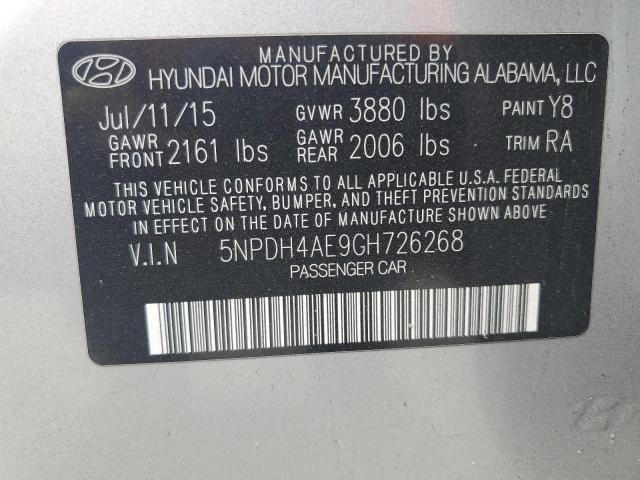 MANUFACTURED BY
HYUNDAI MOTOR MANUFACTURING ALABAMA, LLC
Jul/11/15 GVWR 3880 lbs PAINT Y8
GAWR FRONT 2161 lbs GAWR REAR 2006 lbs TRIM RA
THIS VEHICLE CONFORMS TO ALL APPLICABLE U.S.A. FEDERAL
MOTOR VEHICLE SAFETY, BUMPER, AND THEFT PREVENTION STANDARDS
IN EFFECT ON THE DATE OF MANUFACTURE SHOWN ABOVE.
V.I.N 5NPDH4AE9GH726268
PASSENGER CAR